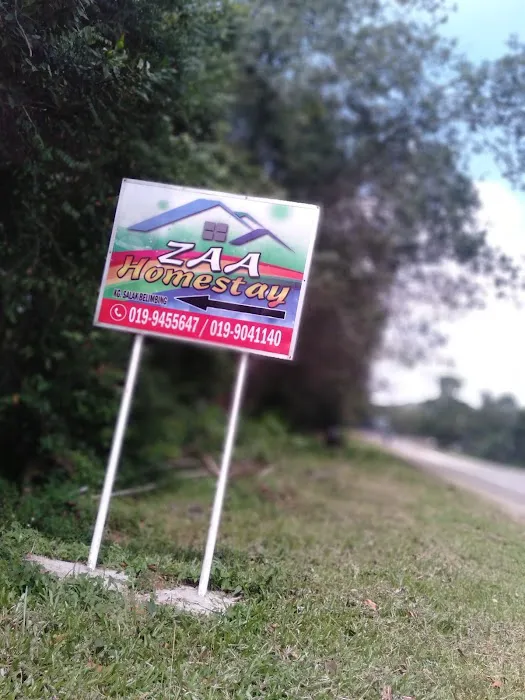 ZAA
Homestay
KG. SALAK BELIMBING
019-9455647 / 019-9041140